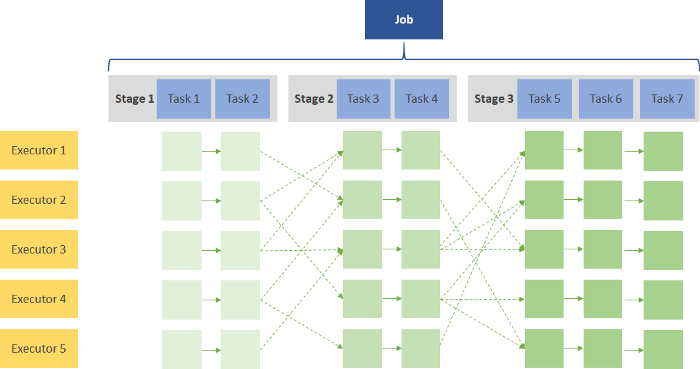 Job
Stage 1 Task 1 Task 2 Stage 2 Task 3 Task 4 Stage 3 Task 5 Task 6 Task 7
Executor 1
Executor 2
Executor 3
Executor 4
Executor 5